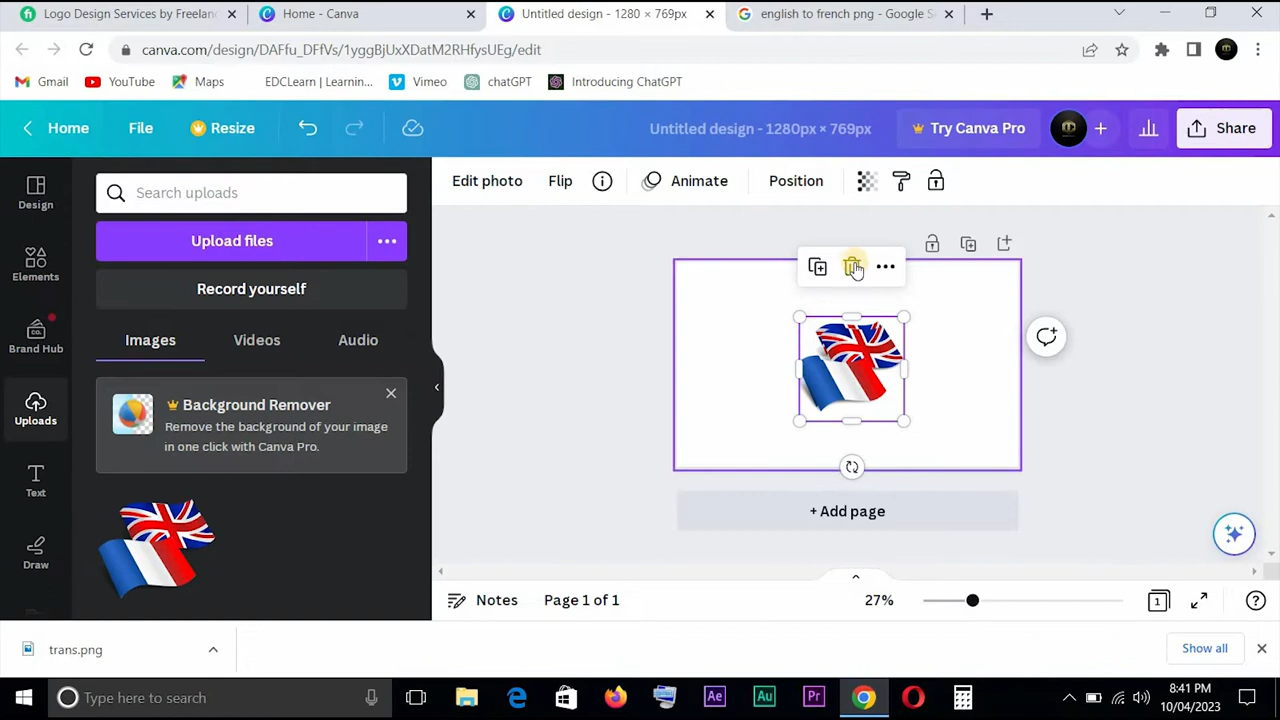 Logo Design Services by Freelan
Home - Canva
Untitled design - 1280 × 769px
english to french png - Google S
canva.com/design/DAFfu_DFfVs/1yggBjUxXDatM2RHfysUEg/edit
Gmail
YouTube
Maps
EDCLearn | Learnin...
Vimeo
chatGPT
Introducing ChatGPT
Home
File
Resize
Untitled design - 1280px × 769px
Try Canva Pro
Share
Design
Elements
CO.
Brand Hub
Uploads
Text
Draw
Search uploads
Upload files
Record yourself
Images
Videos
Audio
Background Remover
Remove the background of your image
in one click with Canva Pro.
Edit photo
Flip
Animate
Position
+ Add page
Notes
Page 1 of 1
27%
1
trans.png
Show all
Type here to search
Ae
Au
Pr
8:41 PM
10/04/2023